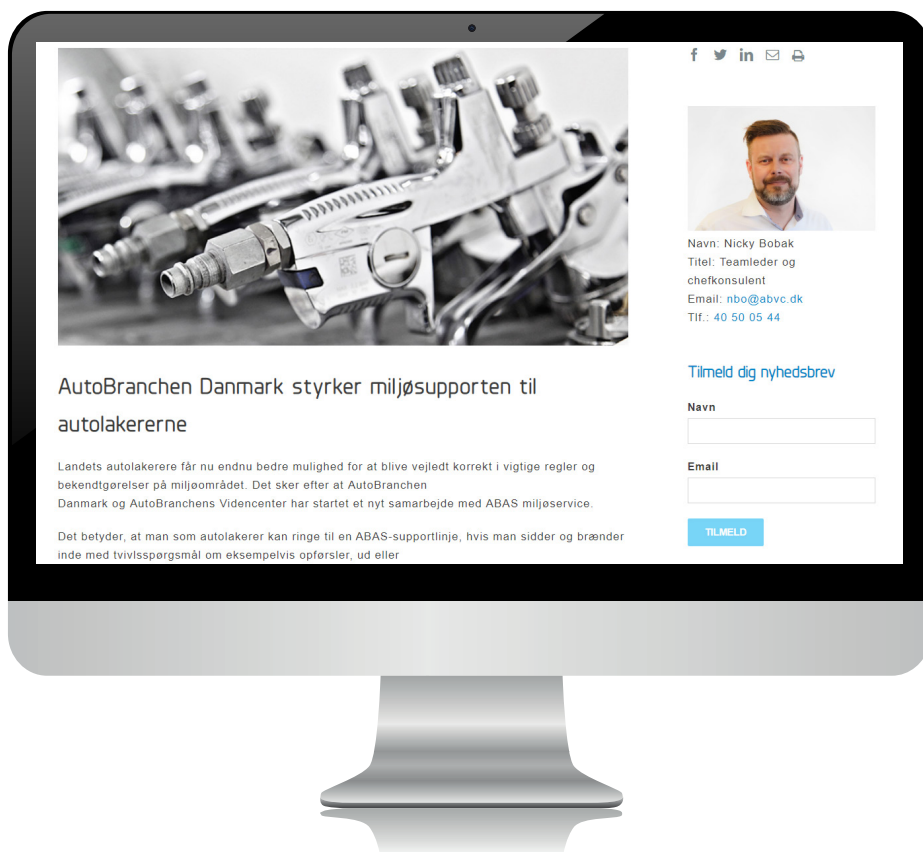 AutoBranchen Danmark styrker miljøsupporten til
autolakererne
Landets autolakerere får nu endnu bedre mulighed for at blive vejledt korrekt i vigtige regler og
bekendtgørelser på miljøområdet. Det sker efter at AutoBranchen
Danmark og AutoBranchens Videncenter har startet et nyt samarbejde med ABAS miljøservice.
Det betyder, at man som autolakerer kan ringe til en ABAS-supportlinje, hvis man sidder og brænder
inde med tvivlsspørgsmål om eksempelvis opførsler, ud eller
Navn: Nicky Bobak
Titel: Teamleder og
chefkonsulent
Email: nbo@abvc.dk
Tlf.: 40 50 05 44
Tilmeld dig nyhedsbrev
Navn
Email
TILMELD